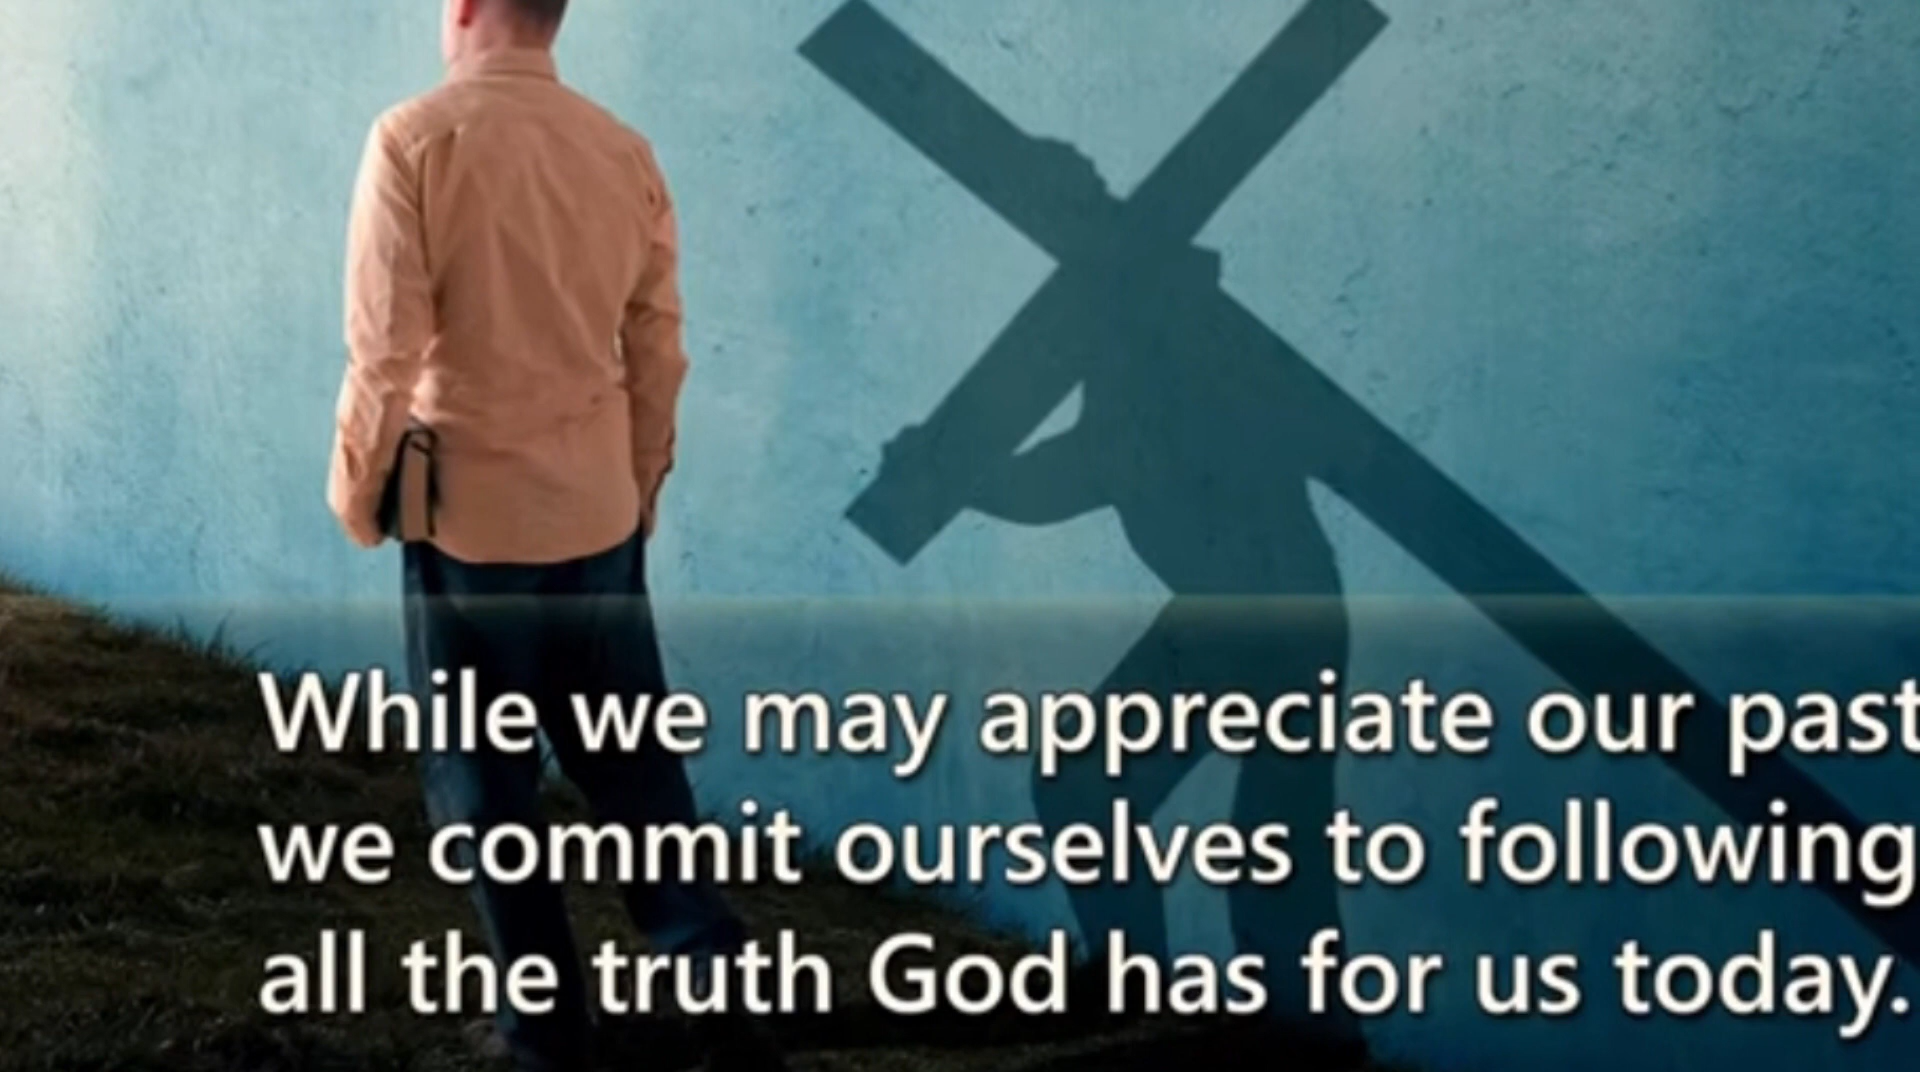 While we may appreciate our past
we commit ourselves to following
all the truth God has for us today.